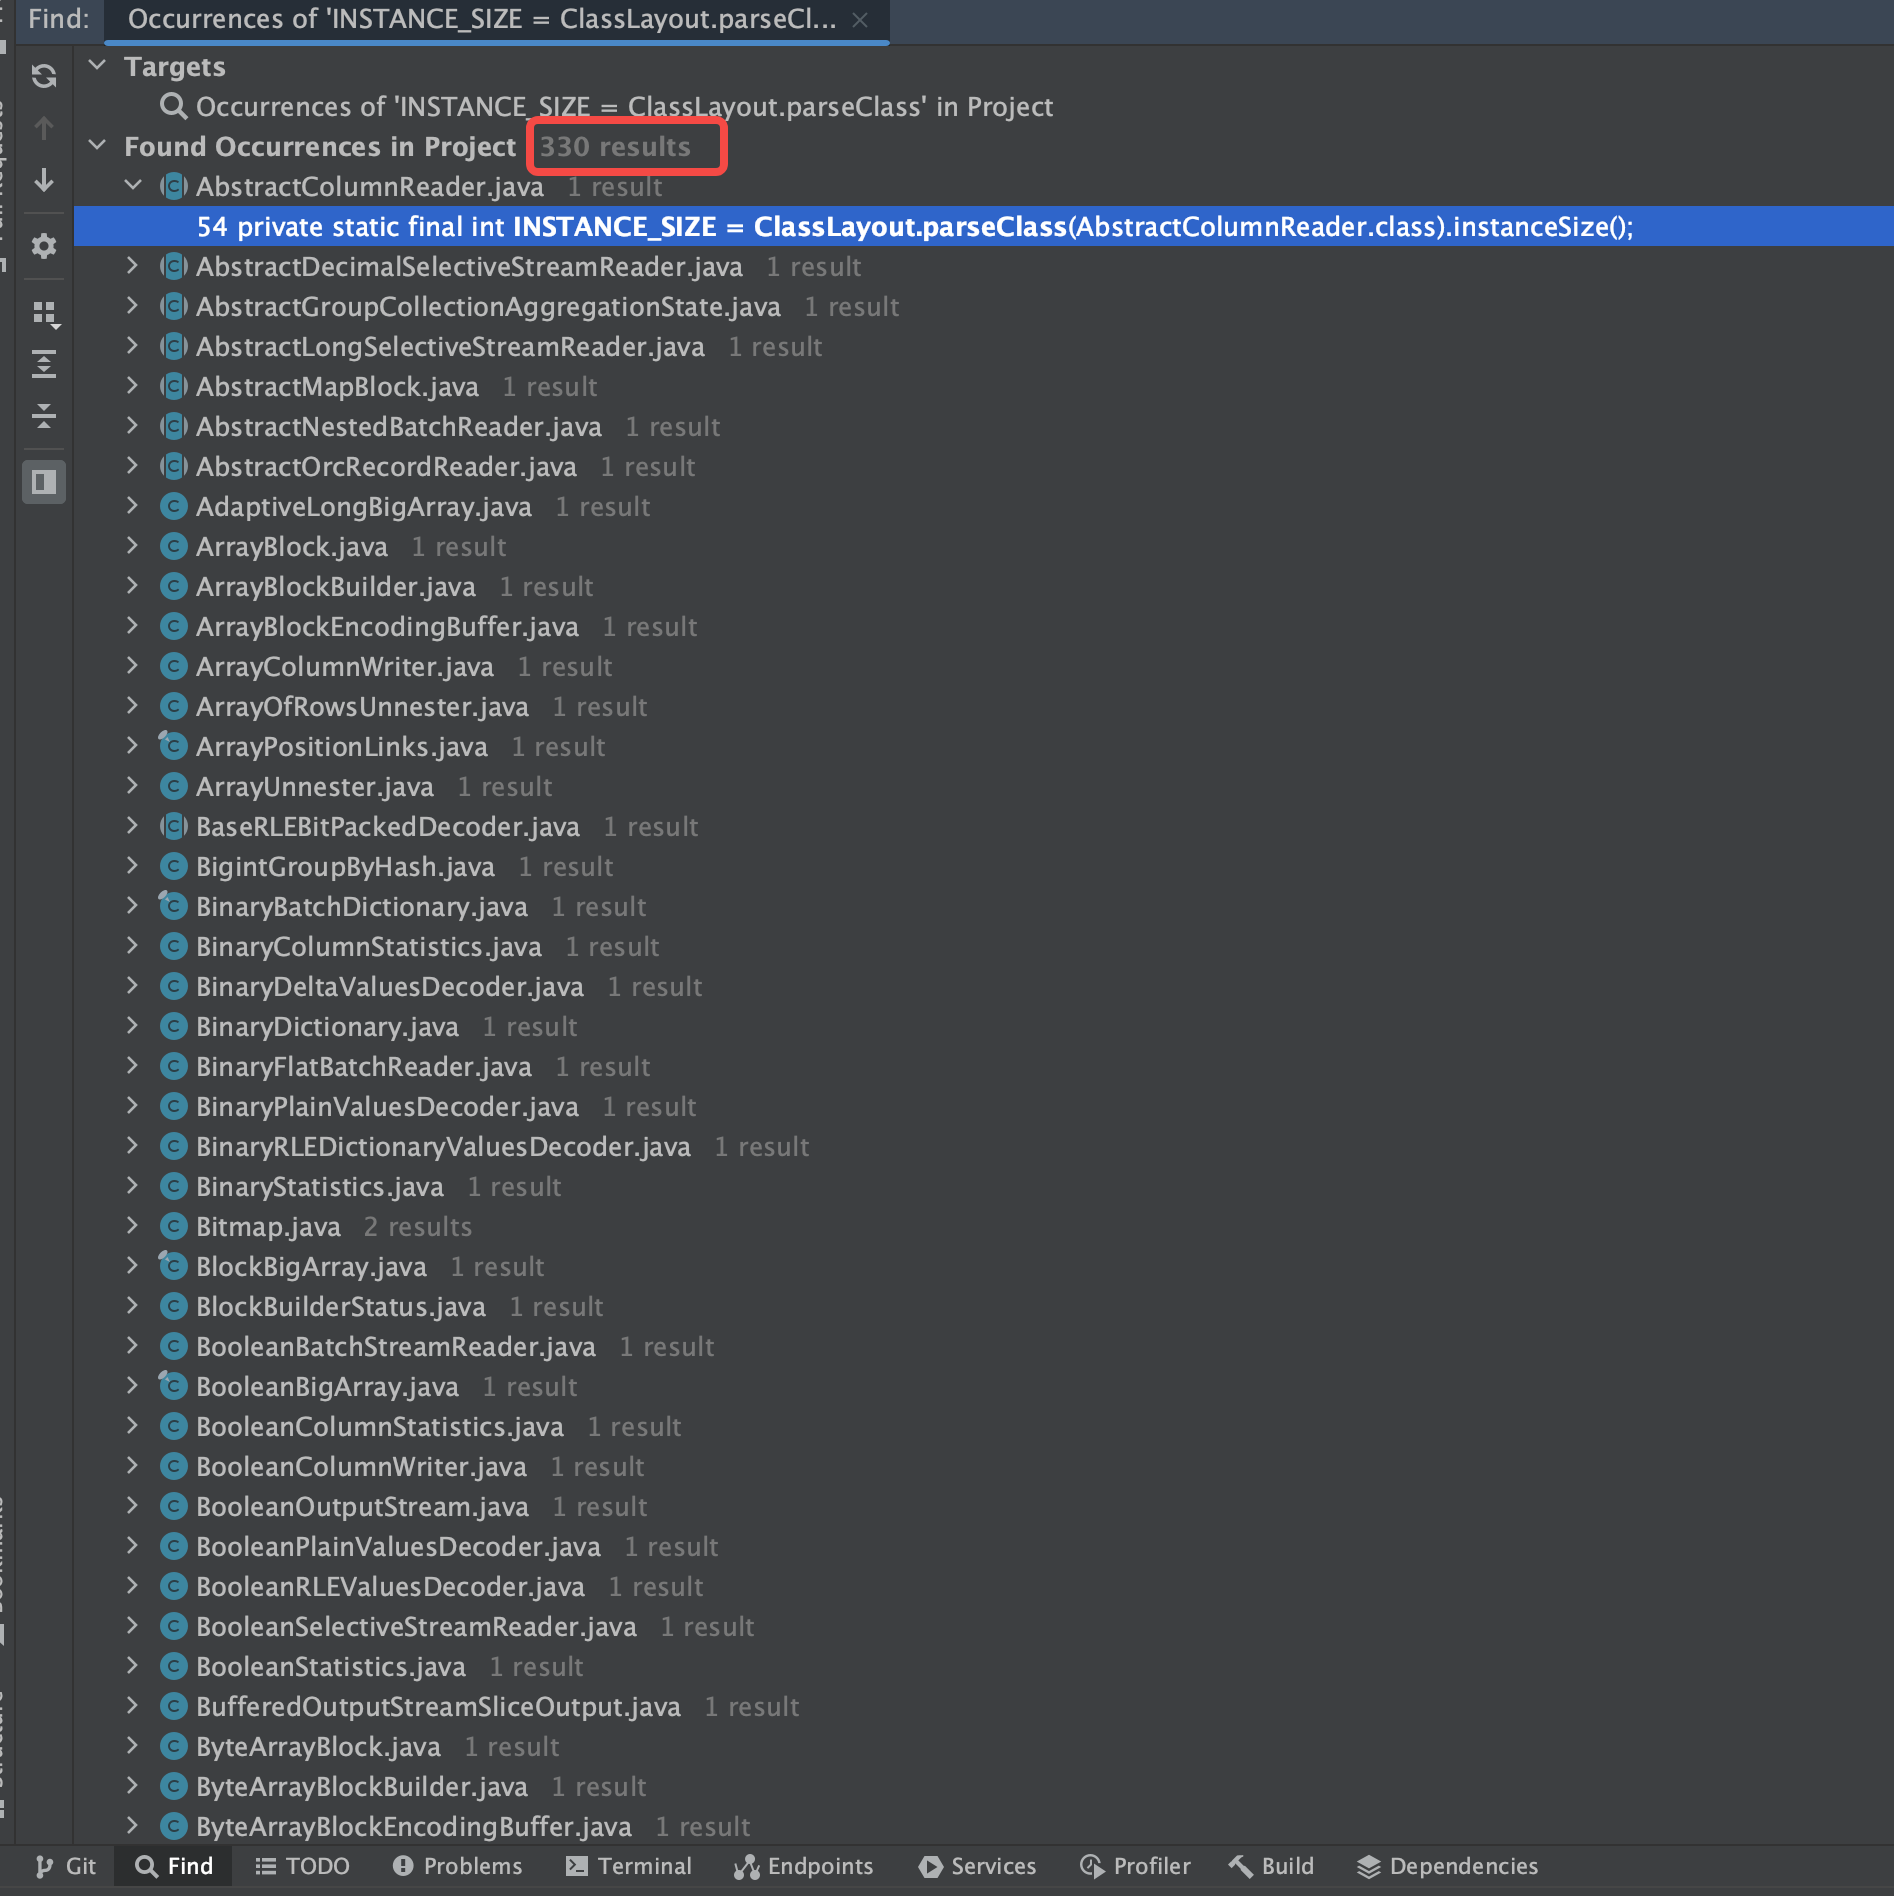 Find: Occurrences of 'INSTANCE_SIZE = ClassLayout.parseCl...
Targets
Occurrences of 'INSTANCE_SIZE = ClassLayout.parseClass' in Project
Found Occurrences in Project 330 results
AbstractColumnReader.java 1 result
54 private static final int INSTANCE_SIZE = ClassLayout.parseClass(AbstractColumnReader.class).instanceSize();
AbstractDecimalSelectiveStreamReader.java 1 result
AbstractGroupCollectionAggregationState.java 1 result
AbstractLongSelectiveStreamReader.java 1 result
AbstractMapBlock.java 1 result
AbstractNestedBatchReader.java 1 result
AbstractOrcRecordReader.java 1 result
AdaptiveLongBigArray.java 1 result
ArrayBlock.java 1 result
ArrayBlockBuilder.java 1 result
ArrayBlockEncodingBuffer.java 1 result
ArrayColumnWriter.java 1 result
ArrayOfRowsUnnester.java 1 result
ArrayPositionLinks.java 1 result
ArrayUnnester.java 1 result
BaseRLEBitPackedDecoder.java 1 result
BigintGroupByHash.java 1 result
BinaryBatchDictionary.java 1 result
BinaryColumnStatistics.java 1 result
BinaryDeltaValuesDecoder.java 1 result
BinaryDictionary.java 1 result
BinaryFlatBatchReader.java 1 result
BinaryPlainValuesDecoder.java 1 result
BinaryRLEDictionaryValuesDecoder.java 1 result
BinaryStatistics.java 1 result
Bitmap.java 2 results
BlockBigArray.java 1 result
BlockBuilderStatus.java 1 result
BooleanBatchStreamReader.java 1 result
BooleanBigArray.java 1 result
BooleanColumnStatistics.java 1 result
BooleanColumnWriter.java 1 result
BooleanOutputStream.java 1 result
BooleanPlainValuesDecoder.java 1 result
BooleanRLEValuesDecoder.java 1 result
BooleanSelectiveStreamReader.java 1 result
BooleanStatistics.java 1 result
BufferedOutputStreamSliceOutput.java 1 result
ByteArrayBlock.java 1 result
ByteArrayBlockBuilder.java 1 result
ByteArrayBlockEncodingBuffer.java 1 result
Git Find TODO Problems Terminal Endpoints Services Profiler Build Dependencies